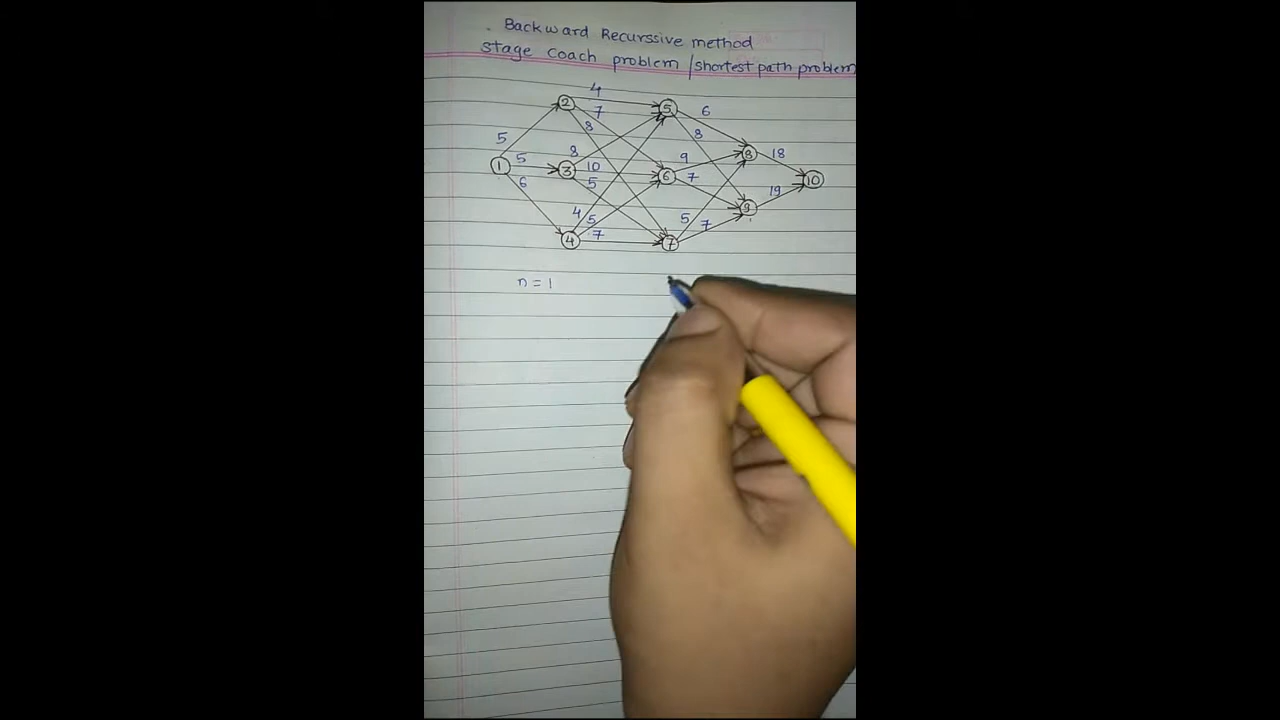 . Backward Recurssive method
stage coach problem / shortest path problem
4
2 5
7 6
8 8
5
8 9 8 18
1 5 3 10 6 7 10
6 5
19
9
4 5 5
7 7
4 7
n = 1